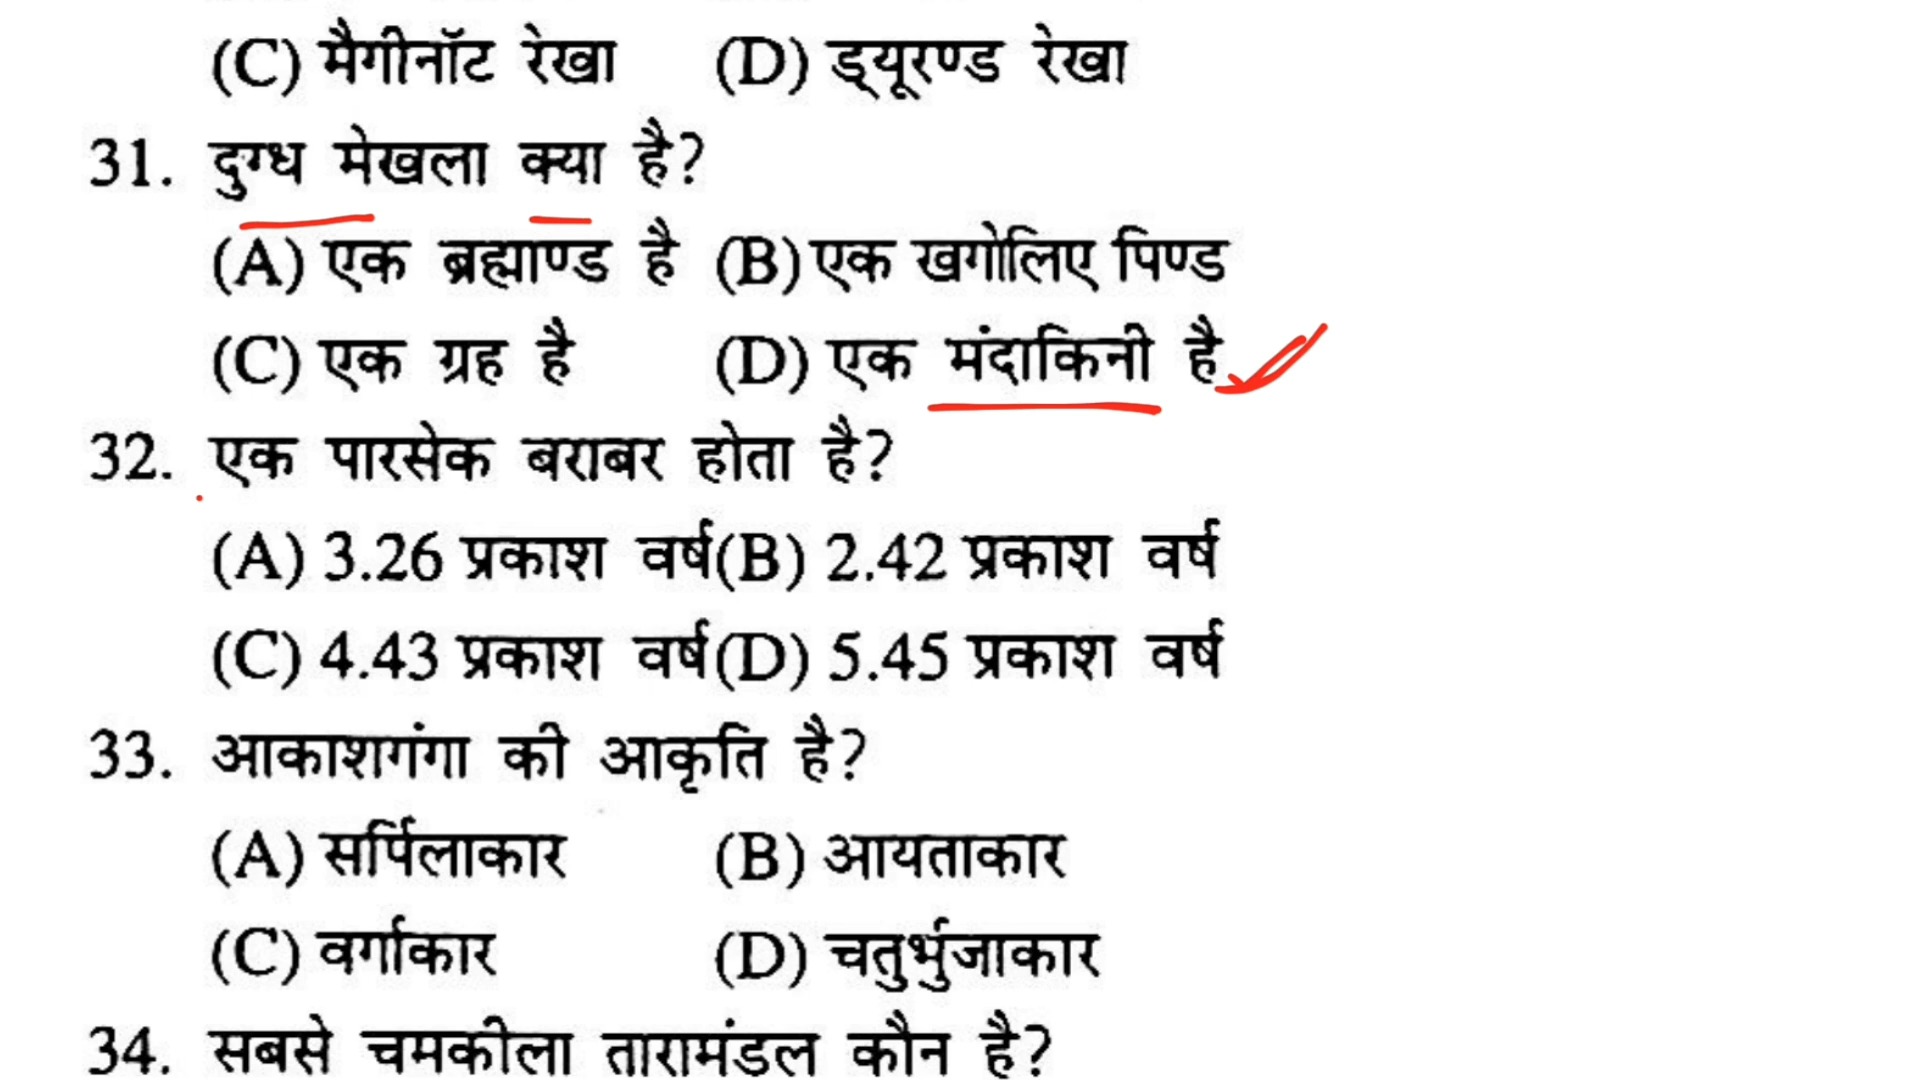 (C) मैगीनॉट रेखा (D) ड्यूरण्ड रेखा
31. दुग्ध मेखला क्या है?
(A) एक ब्रह्माण्ड है (B) एक खगोलिए पिण्ड
(C) एक ग्रह है (D) एक मंदाकिनी है
32. एक पारसेक बराबर होता है?
(A) 3.26 प्रकाश वर्ष(B) 2.42 प्रकाश वर्ष
(C) 4.43 प्रकाश वर्ष(D) 5.45 प्रकाश वर्ष
33. आकाशगंगा की आकृति है?
(A) सर्पिलाकार (B) आयताकार
(C) वर्गाकार (D) चतुर्भुजाकार
34. सबसे चमकीला तारामंडल कौन है?